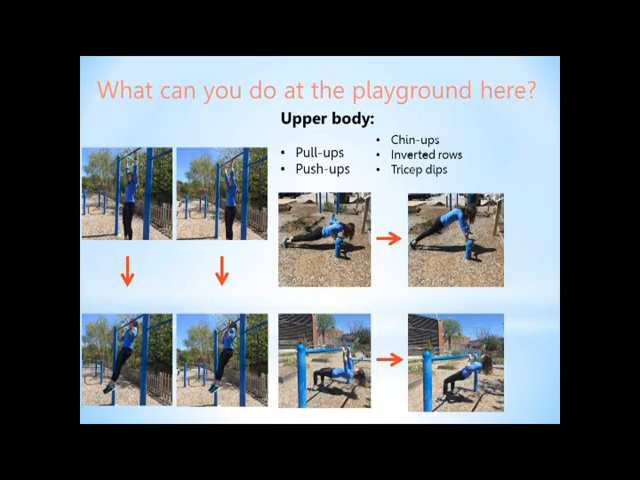 What can you do at the playground here?
Upper body:
• Pull-ups
• Push-ups
• Chin-ups
• Inverted rows
• Tricep dips